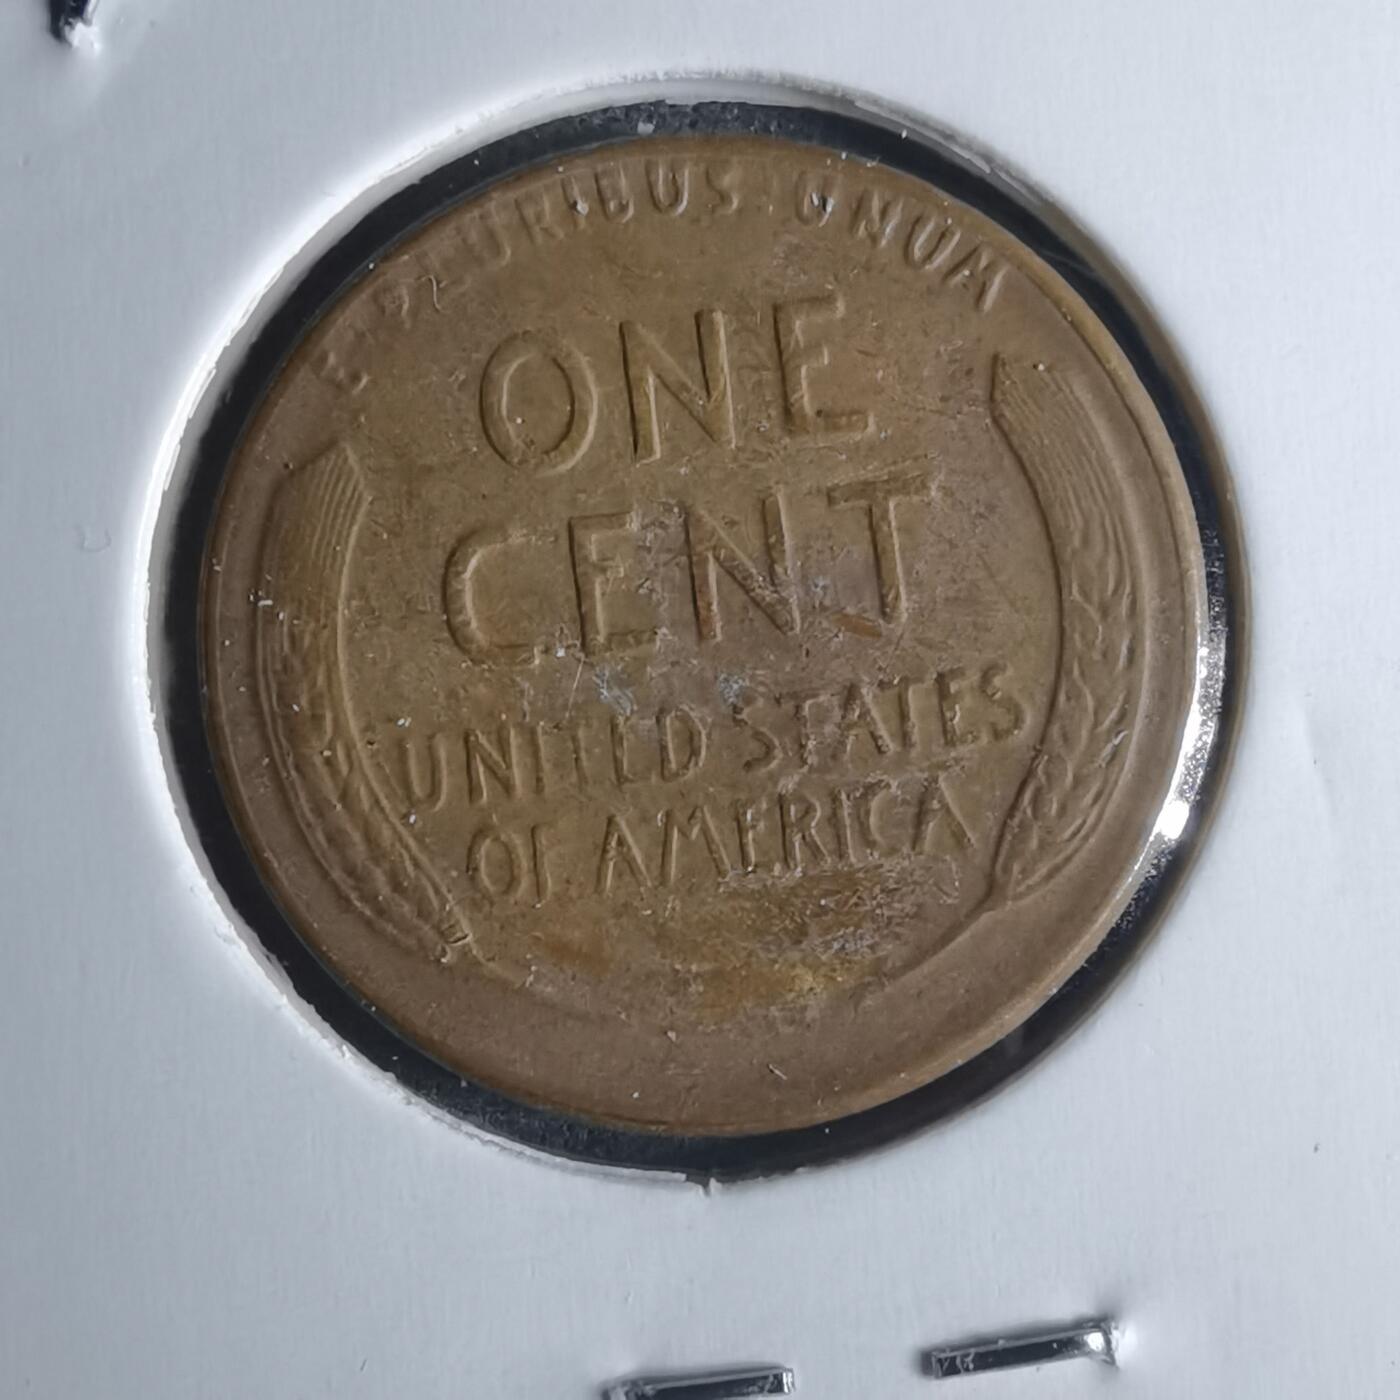 E PLURIBUS UNUM
ONE
CENT
UNITED STATES
OF AMERICA